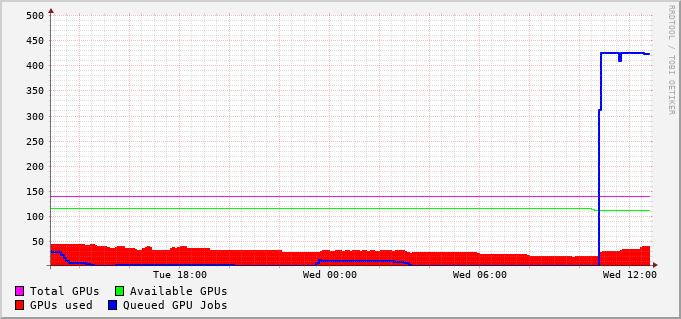 500
450
400
350
300
250
200
150
100
50
Tue 18:00 Wed 00:00 Wed 06:00 Wed 12:00
Total GPUs Available GPUs
GPUs used Queued GPU Jobs
RRDTOOL / TOBI OETIKER